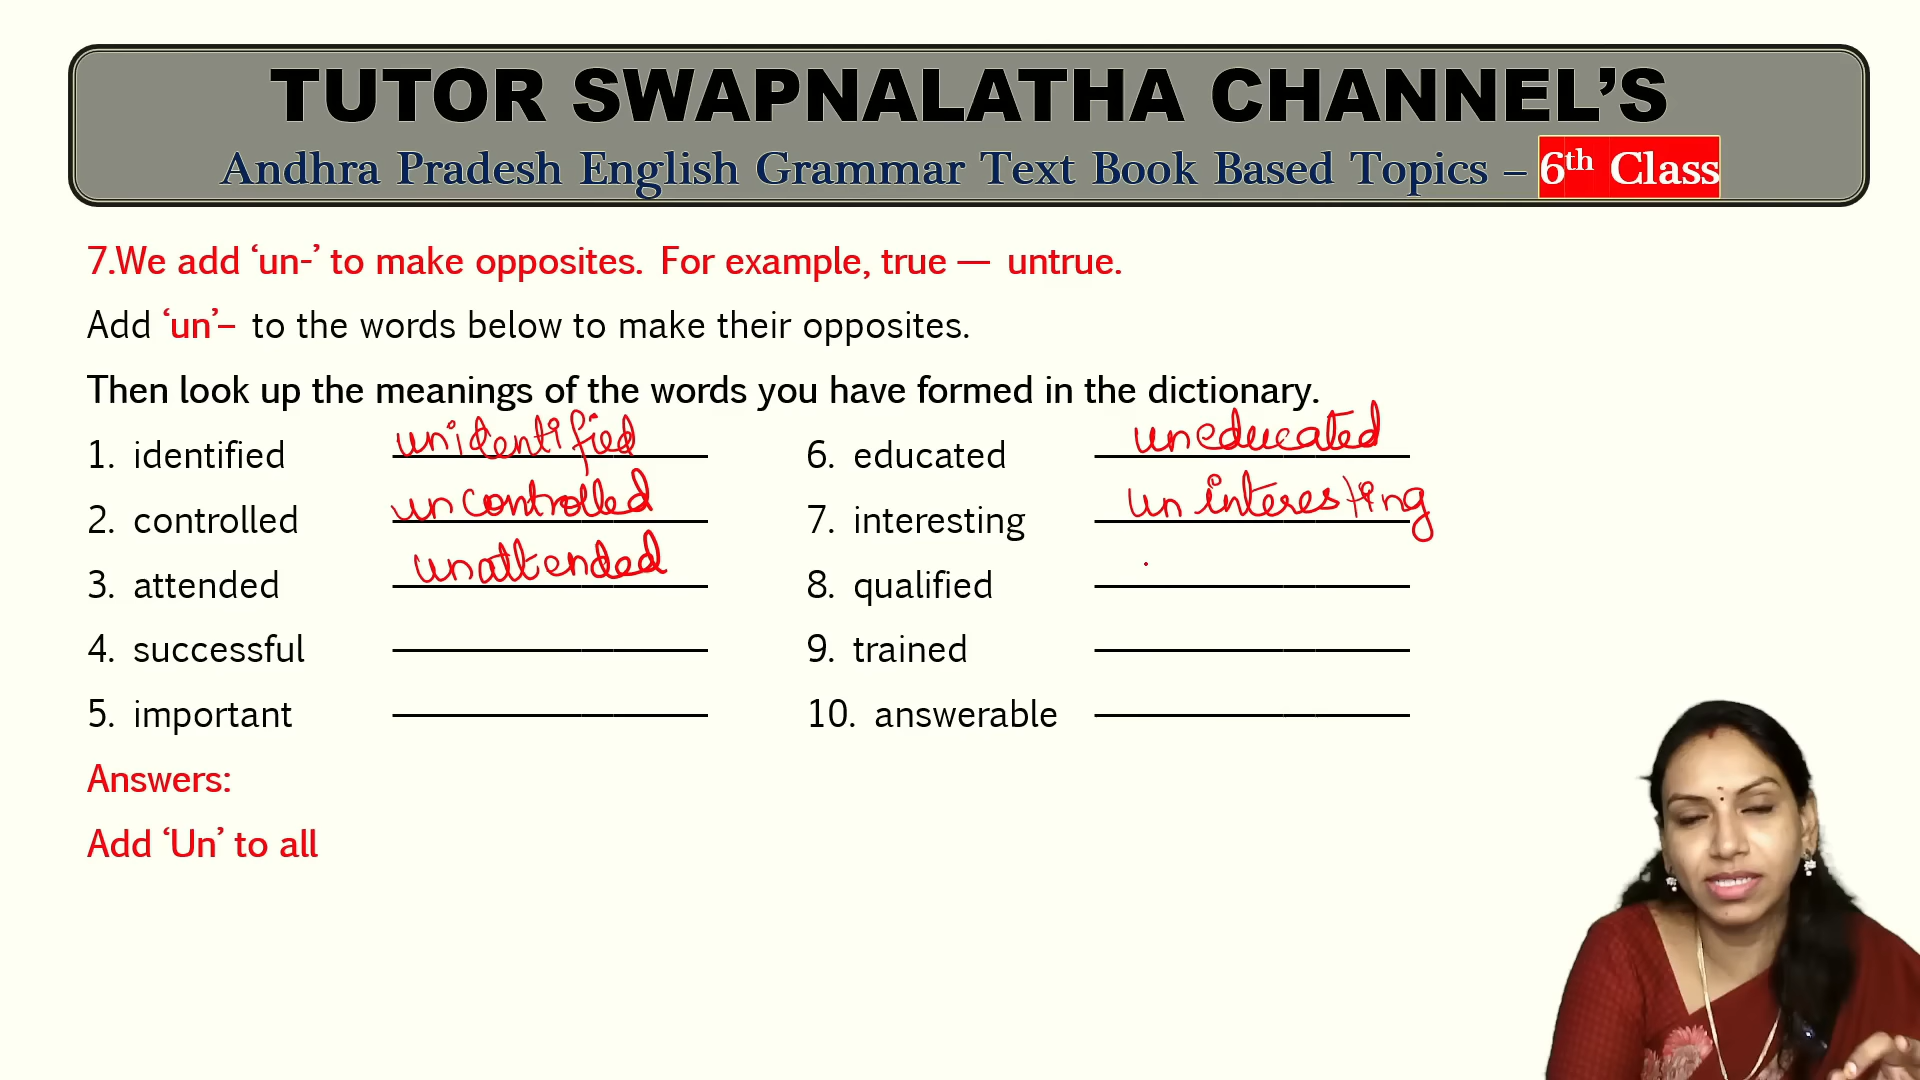 TUTOR SWAPNALATHA CHANNEL’S
Andhra Pradesh English Grammar Text Book Based Topics – 6th Class
7.We add ‘un-’ to make opposites. For example, true — untrue.
Add ‘un’– to the words below to make their opposites.
Then look up the meanings of the words you have formed in the dictionary.
1. identified unidentified 6. educated uneducated
2. controlled uncontrolled 7. interesting uninteresting
3. attended unattended 8. qualified
4. successful 9. trained
5. important 10. answerable
Answers:
Add ‘Un’ to all